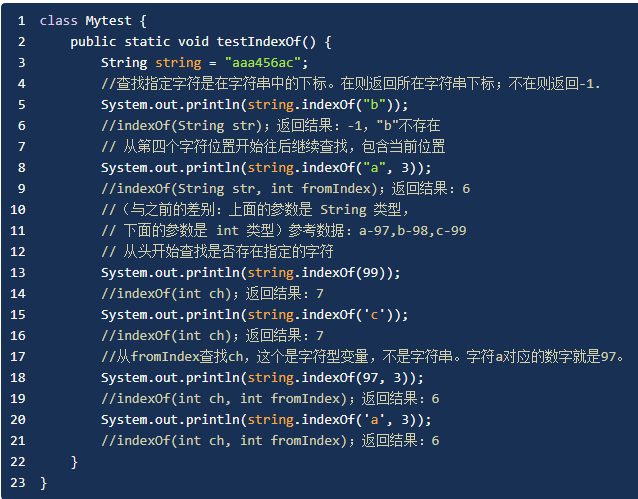 1 class Mytest {
2     public static void testIndexOf() {
3         String string = "aaa456ac";
4         //查找指定字符是在字符串中的下标。在则返回所在字符串下标；不在则返回-1.
5         System.out.println(string.indexOf("b"));
6         //indexOf(String str)；返回结果：-1，"b"不存在
7         // 从第四个字符位置开始往后继续查找，包含当前位置
8         System.out.println(string.indexOf("a", 3));
9         //indexOf(String str, int fromIndex)；返回结果：6
10         //（与之前的差别：上面的参数是 String 类型，
11         // 下面的参数是 int 类型）参考数据：a-97,b-98,c-99
12         // 从头开始查找是否存在指定的字符
13         System.out.println(string.indexOf(99));
14         //indexOf(int ch)；返回结果：7
15         System.out.println(string.indexOf('c'));
16         //indexOf(int ch)；返回结果：7
17         //从fromIndex查找ch，这个是字符型变量，不是字符串。字符a对应的数字就是97。
18         System.out.println(string.indexOf(97, 3));
19         //indexOf(int ch, int fromIndex)；返回结果：6
20         System.out.println(string.indexOf('a', 3));
21         //indexOf(int ch, int fromIndex)；返回结果：6
22     }
23 }